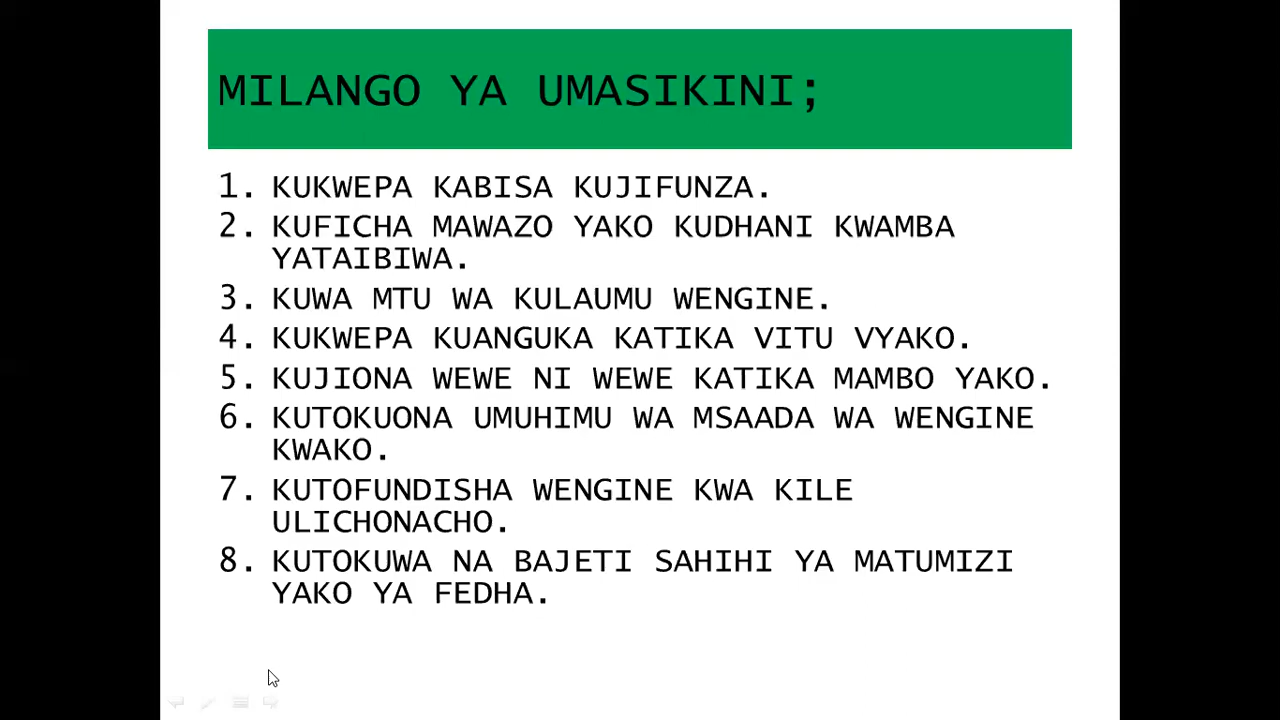 MILANGO YA UMASIKINI;
1. KUKWEPA KABISA KUJIFUNZA.
2. KUFICHA MAWAZO YAKO KUDHANI KWAMBA
YATAIBIWA.
3. KUWA MTU WA KULAUMU WENGINE.
4. KUKWEPA KUANGUKA KATIKA VITU VYAKO.
5. KUJIONA WEWE NI WEWE KATIKA MAMBO YAKO.
6. KUTOKUONA UMUHIMU WA MSAADA WA WENGINE
KWAKO.
7. KUTOFUNDISHA WENGINE KWA KILE
ULICHONACHO.
8. KUTOKUWA NA BAJETI SAHIHI YA MATUMIZI
YAKO YA FEDHA.